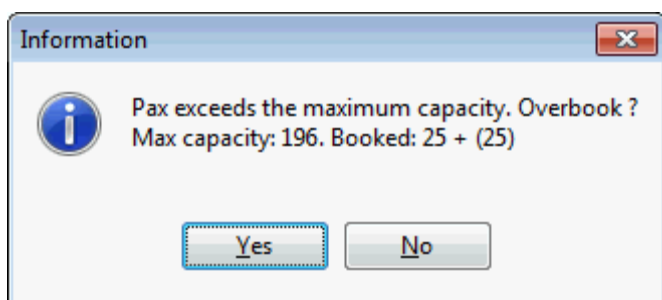 Information
Pax exceeds the maximum capacity. Overbook ?
Max capacity: 196. Booked: 25 + (25)
Yes
No